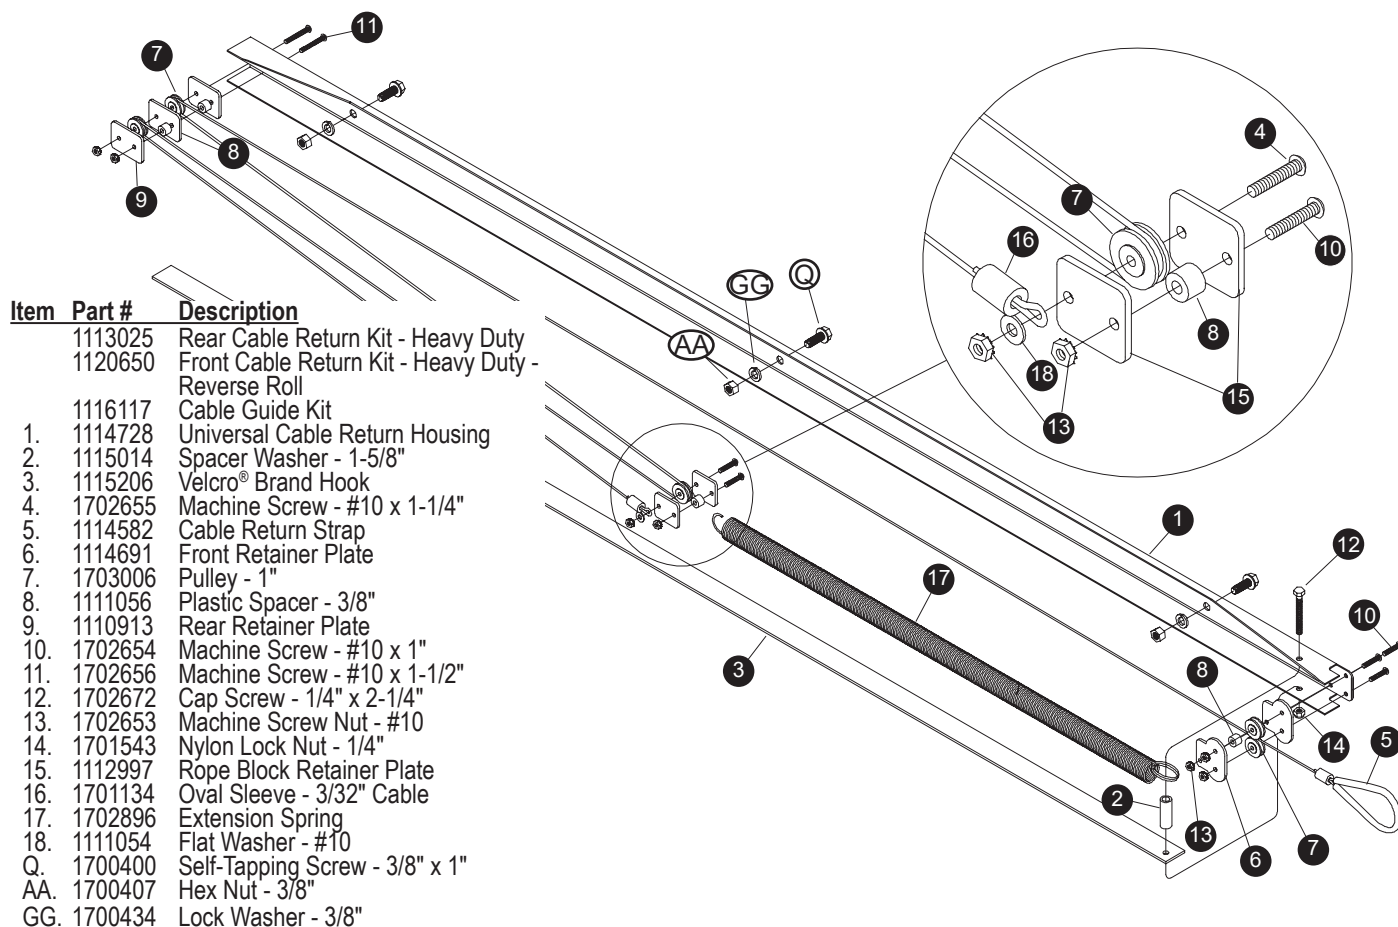 11
7
8
9
4
7
16
10
8
18
15
13
GG
Q
AA
Item Part # Description
1113025 Rear Cable Return Kit - Heavy Duty
1120650 Front Cable Return Kit - Heavy Duty -
Reverse Roll
1116117 Cable Guide Kit
1. 1114728 Universal Cable Return Housing
2. 1115014 Spacer Washer - 1-5/8"
3. 1115206 Velcro® Brand Hook
4. 1702655 Machine Screw - #10 x 1-1/4"
5. 1114582 Cable Return Strap
6. 1114691 Front Retainer Plate
7. 1703006 Pulley - 1"
8. 1111056 Plastic Spacer - 3/8"
9. 1110913 Rear Retainer Plate
10. 1702654 Machine Screw - #10 x 1"
11. 1702656 Machine Screw - #10 x 1-1/2"
12. 1702672 Cap Screw - 1/4" x 2-1/4"
13. 1702653 Machine Screw Nut - #10
14. 1701543 Nylon Lock Nut - 1/4"
15. 1112997 Rope Block Retainer Plate
16. 1701134 Oval Sleeve - 3/32" Cable
17. 1702896 Extension Spring
18. 1111054 Flat Washer - #10
Q. 1700400 Self-Tapping Screw - 3/8" x 1"
AA. 1700407 Hex Nut - 3/8"
GG. 1700434 Lock Washer - 3/8"
1
12
17
10
3
8
14
5
2
13
6
7